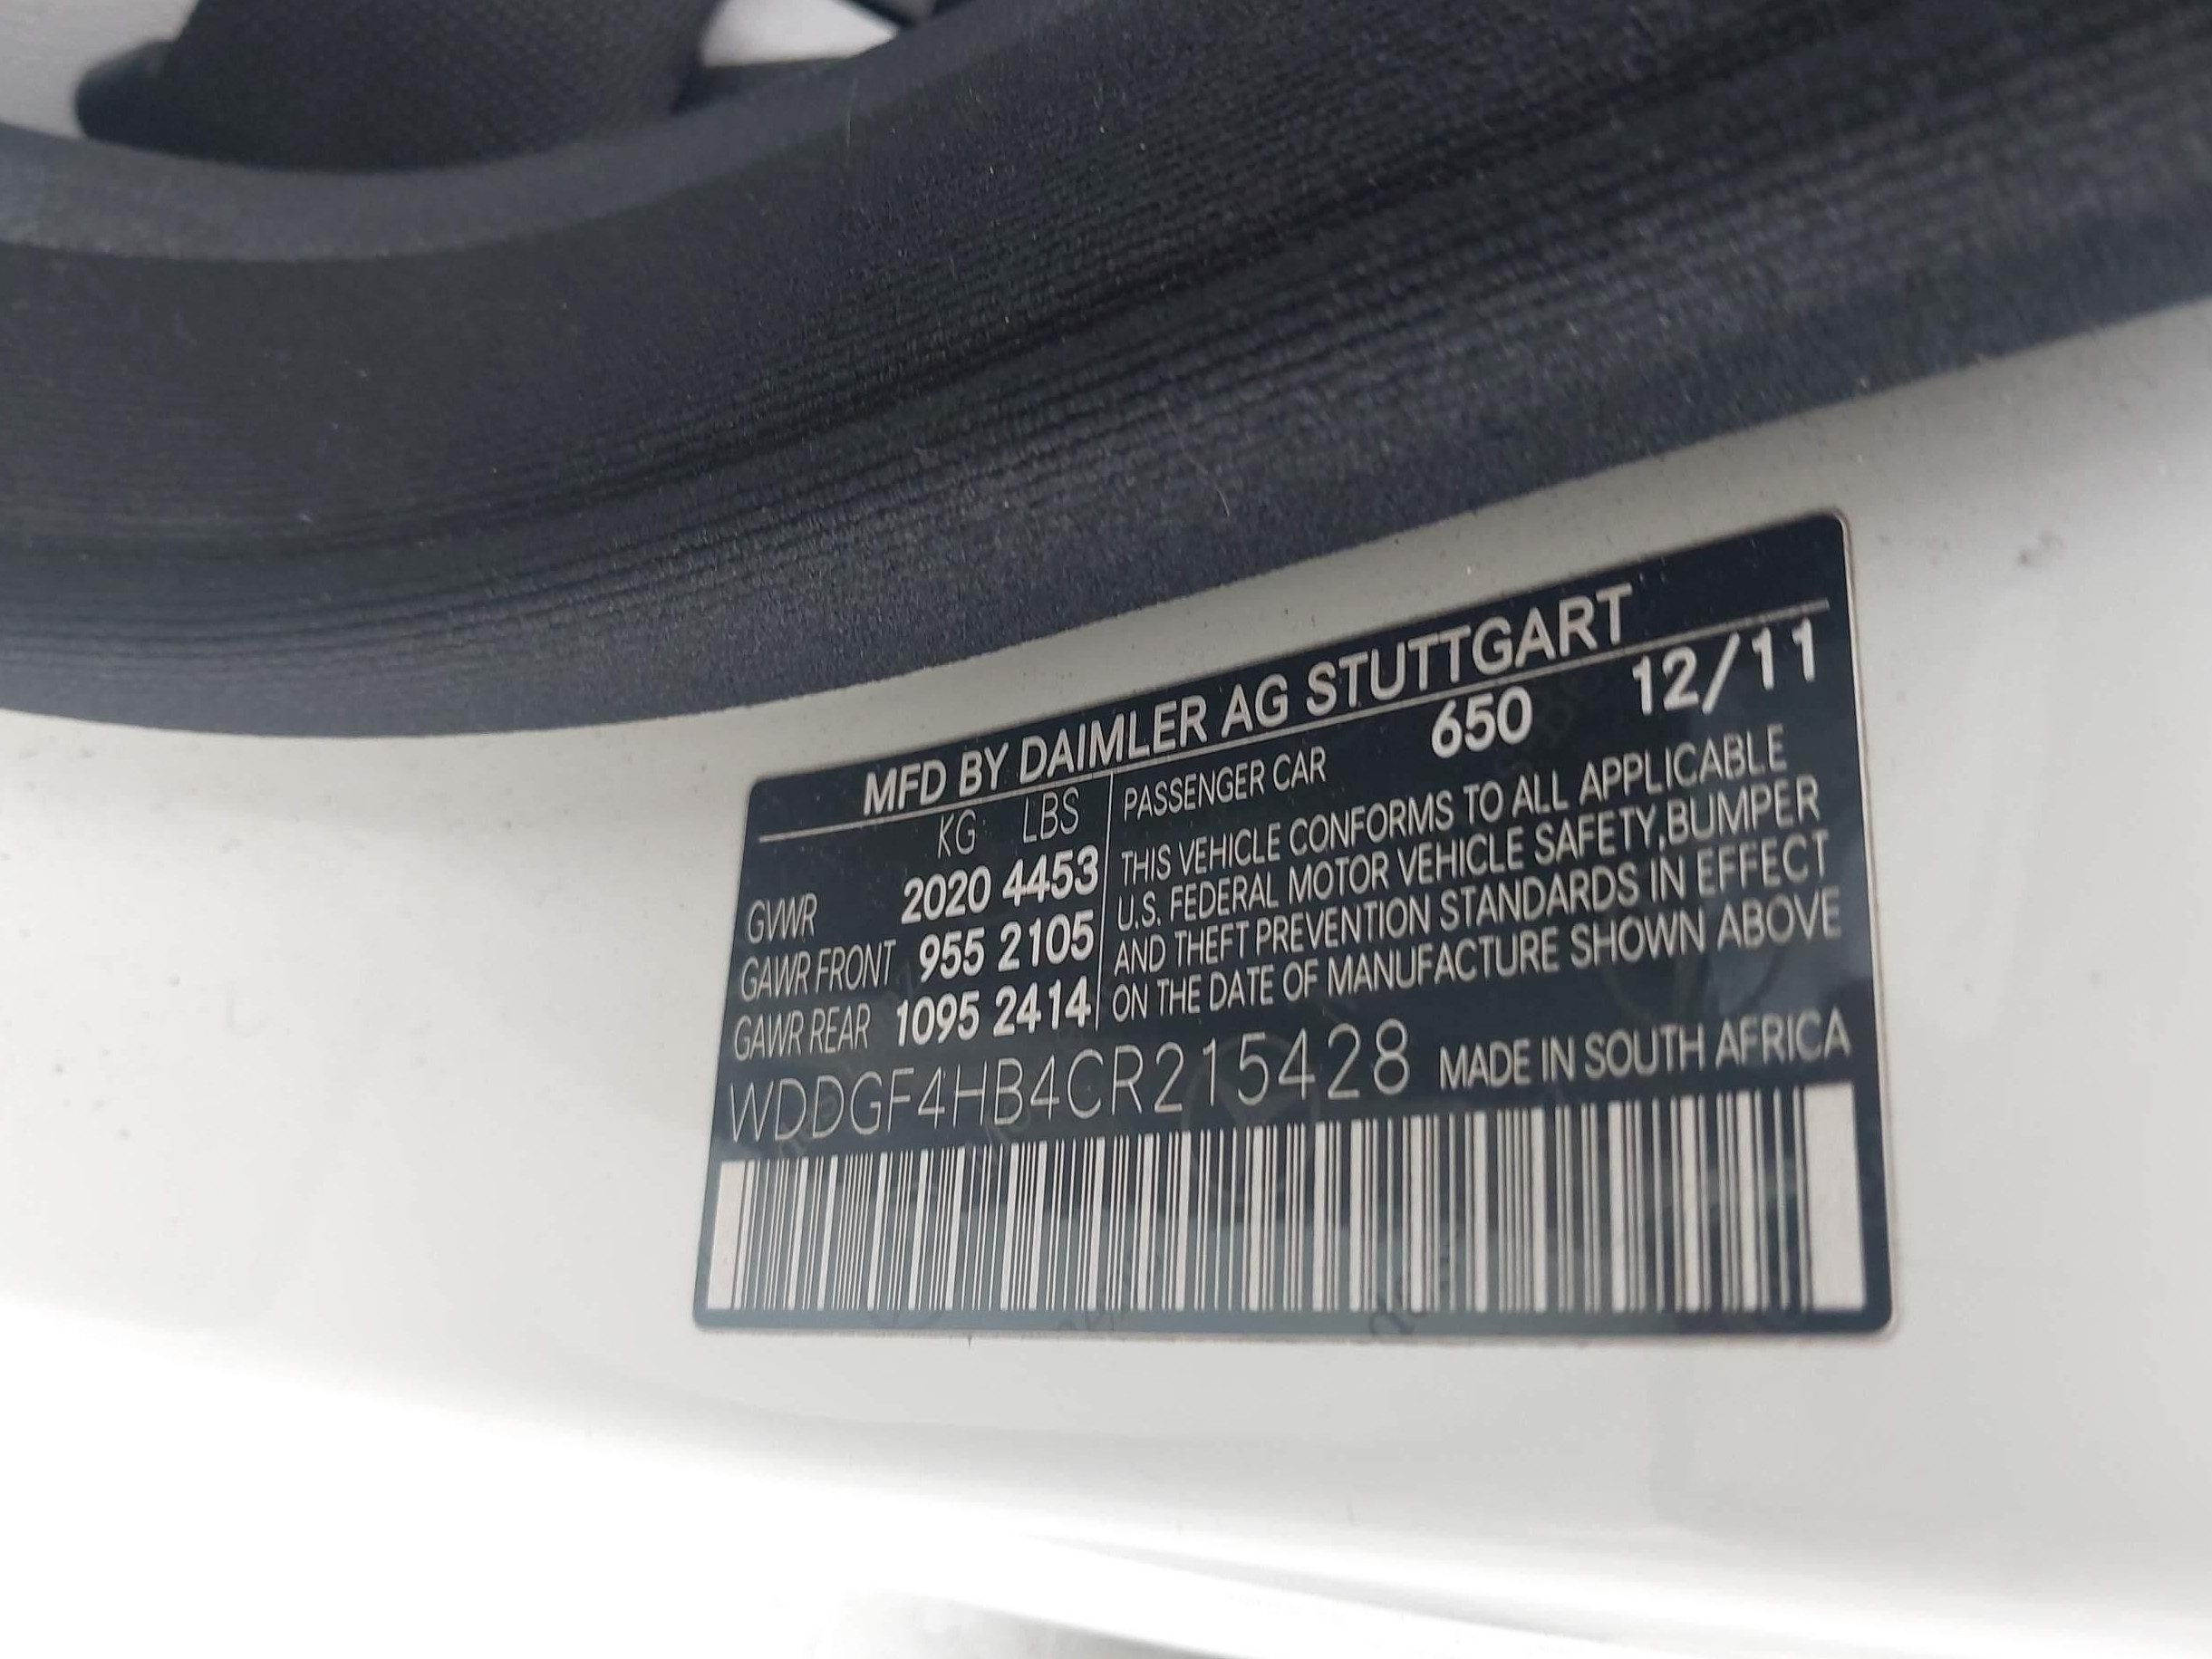 MFD BY DAIMLER AG STUTTGART
KG LBS
GVWR 2020 4453
GAWR FRONT 955 2105
GAWR REAR 1095 2414
PASSENGER CAR 650 12/11
THIS VEHICLE CONFORMS TO ALL APPLICABLE
U.S. FEDERAL MOTOR VEHICLE SAFETY,BUMPER
AND THEFT PREVENTION STANDARDS IN EFFECT
ON THE DATE OF MANUFACTURE SHOWN ABOVE
WDDGF4HB4CR215428 MADE IN SOUTH AFRICA